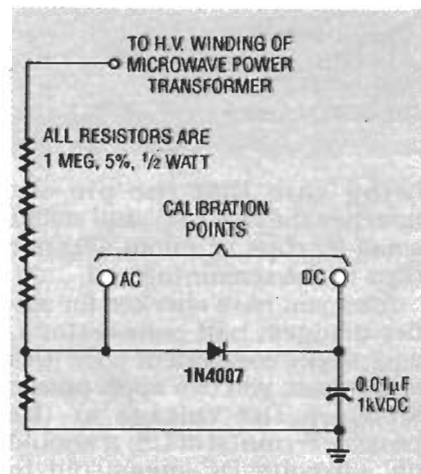 TO H.V. WINDING OF
MICROWAVE POWER
TRANSFORMER
ALL RESISTORS ARE
1 MEG, 5%, 1/2 WATT
CALIBRATION
POINTS
AC
DC
1N4007
0.01µF
1kVDC